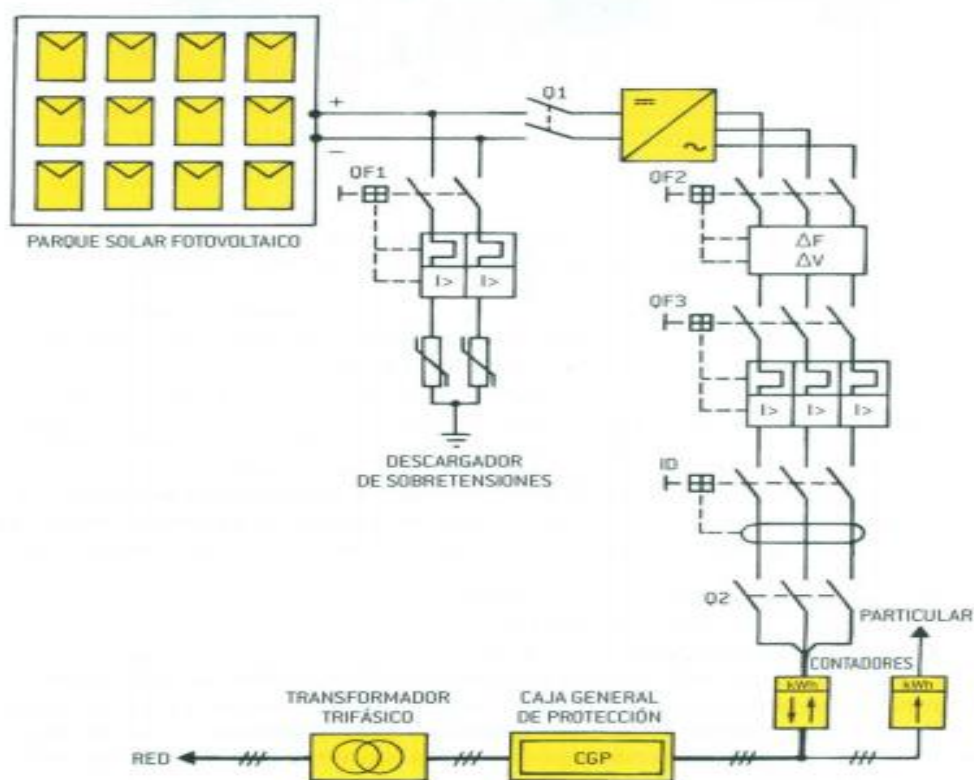 +
Q1
−
QF1
QF2
PARQUE SOLAR FOTOVOLTAICO
ΔF
ΔV
I> I>
QF3
I> I> I>
DESCARGADOR
DE SOBRETENSIONES
ID
Q2
PARTICULAR
CONTADORES
kWh
kWh
TRANSFORMADOR
TRIFÁSICO
CAJA GENERAL
DE PROTECCIÓN
RED
CGP